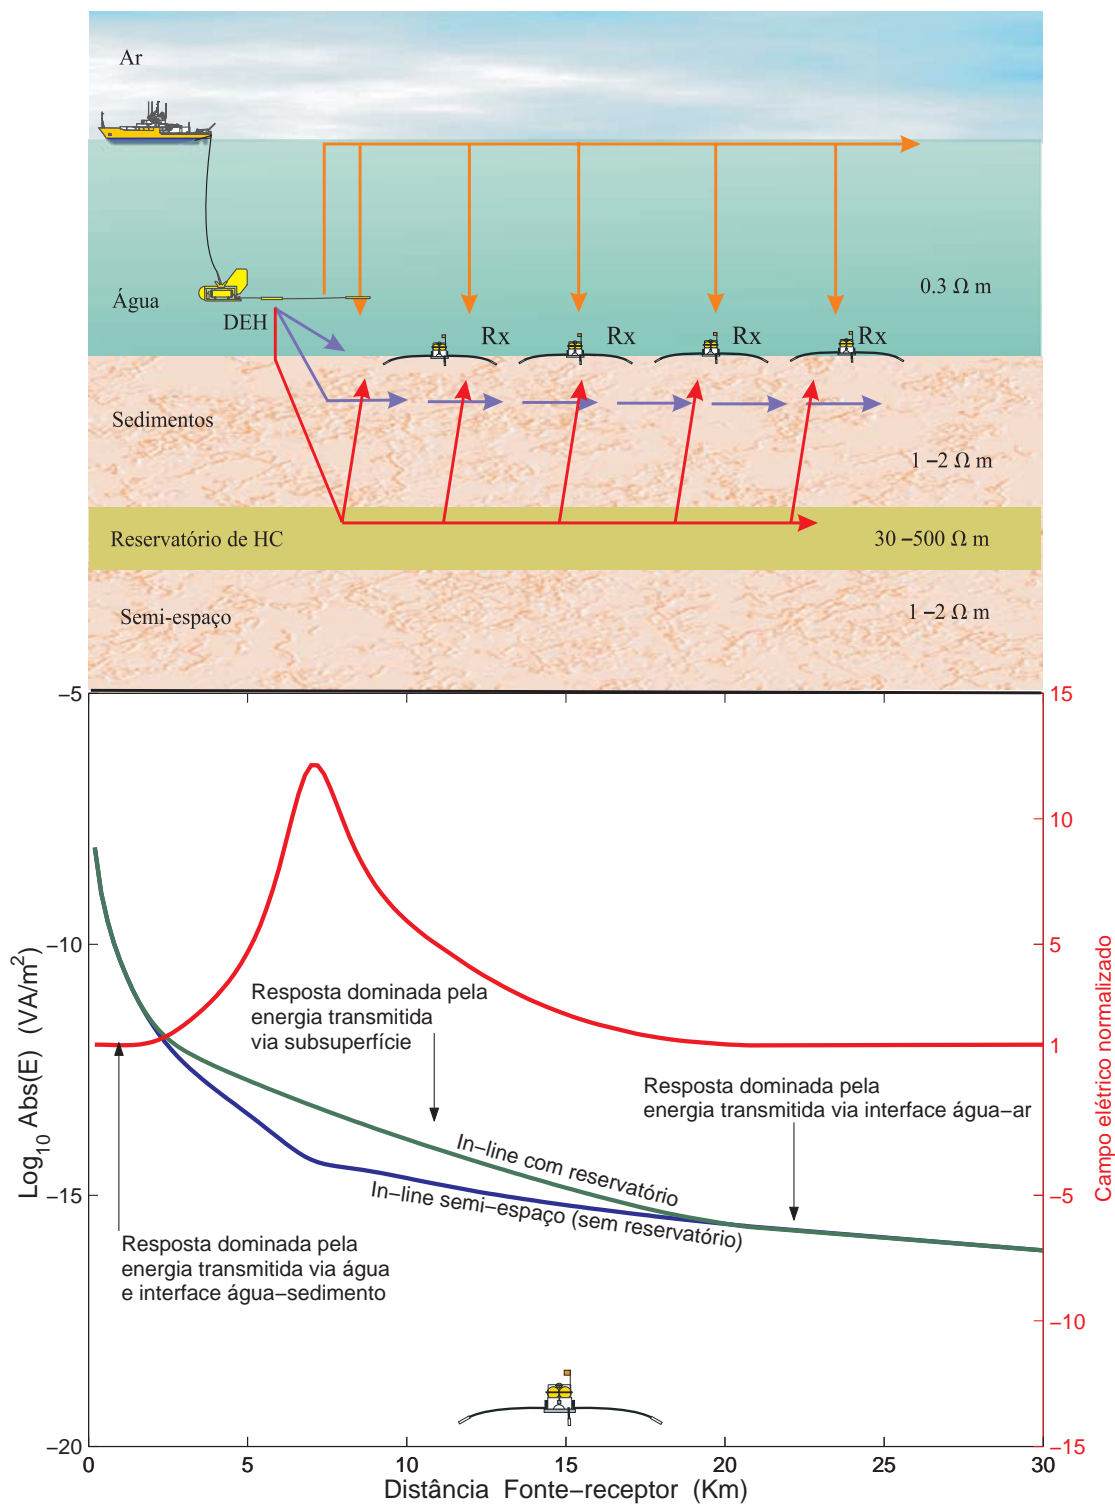 Ar
Água
DEH
0.3 Ω m
Rx
Rx
Rx
Rx
Sedimentos
1 –2 Ω m
Reservatório de HC
30 –500 Ω m
Semi-espaço
1 –2 Ω m
–5
–10
–15
–20
Log10 Abs(E) (VA/m²)
15
10
5
1
–5
–10
–15
Campo elétrico normalizado
Resposta dominada pela
energia transmitida
via subsuperfície
Resposta dominada pela
energia transmitida via interface água–ar
In–line com reservatório
In–line semi–espaço (sem reservatório)
Resposta dominada pela
energia transmitida via água
e interface água–sedimento
0
5
10
15
20
25
30
Distância Fonte–receptor (Km)